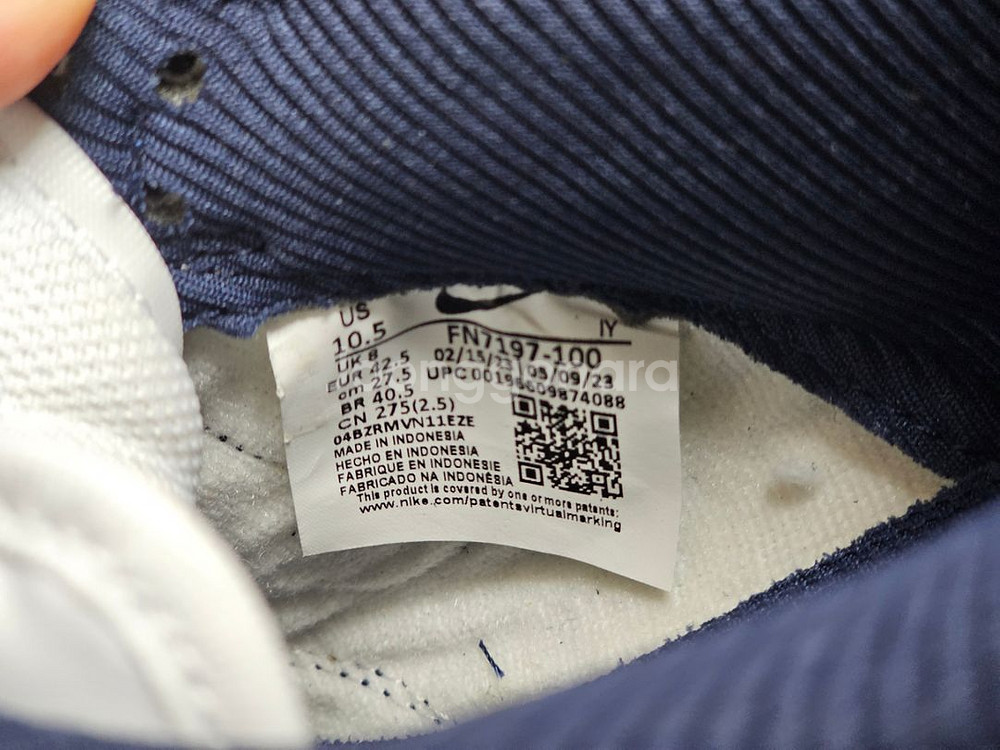 US
10.5
UK 8
EUR 42.5
cm 27.5
BR 40.5
CN 275(2.5)
04BZRMVN11EZE
IY
FN7197-100
02/15/23 05/09/23
UPC 00196609874088
MADE IN INDONESIA
HECHO EN INDONESIA
FABRIQUE EN INDONESIE
FABRICADO NA INDONÉSIA
This product is covered by one or more patents:
www.nike.com/patentsvirtualmarking